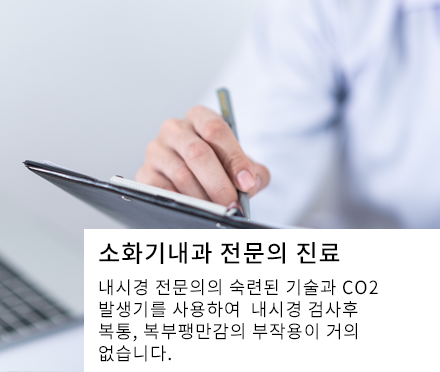 소화기내과 전문의 진료
내시경 전문의의 숙련된 기술과 CO2
발생기를 사용하여  내시경 검사후
복통, 복부팽만감의 부작용이 거의
없습니다.